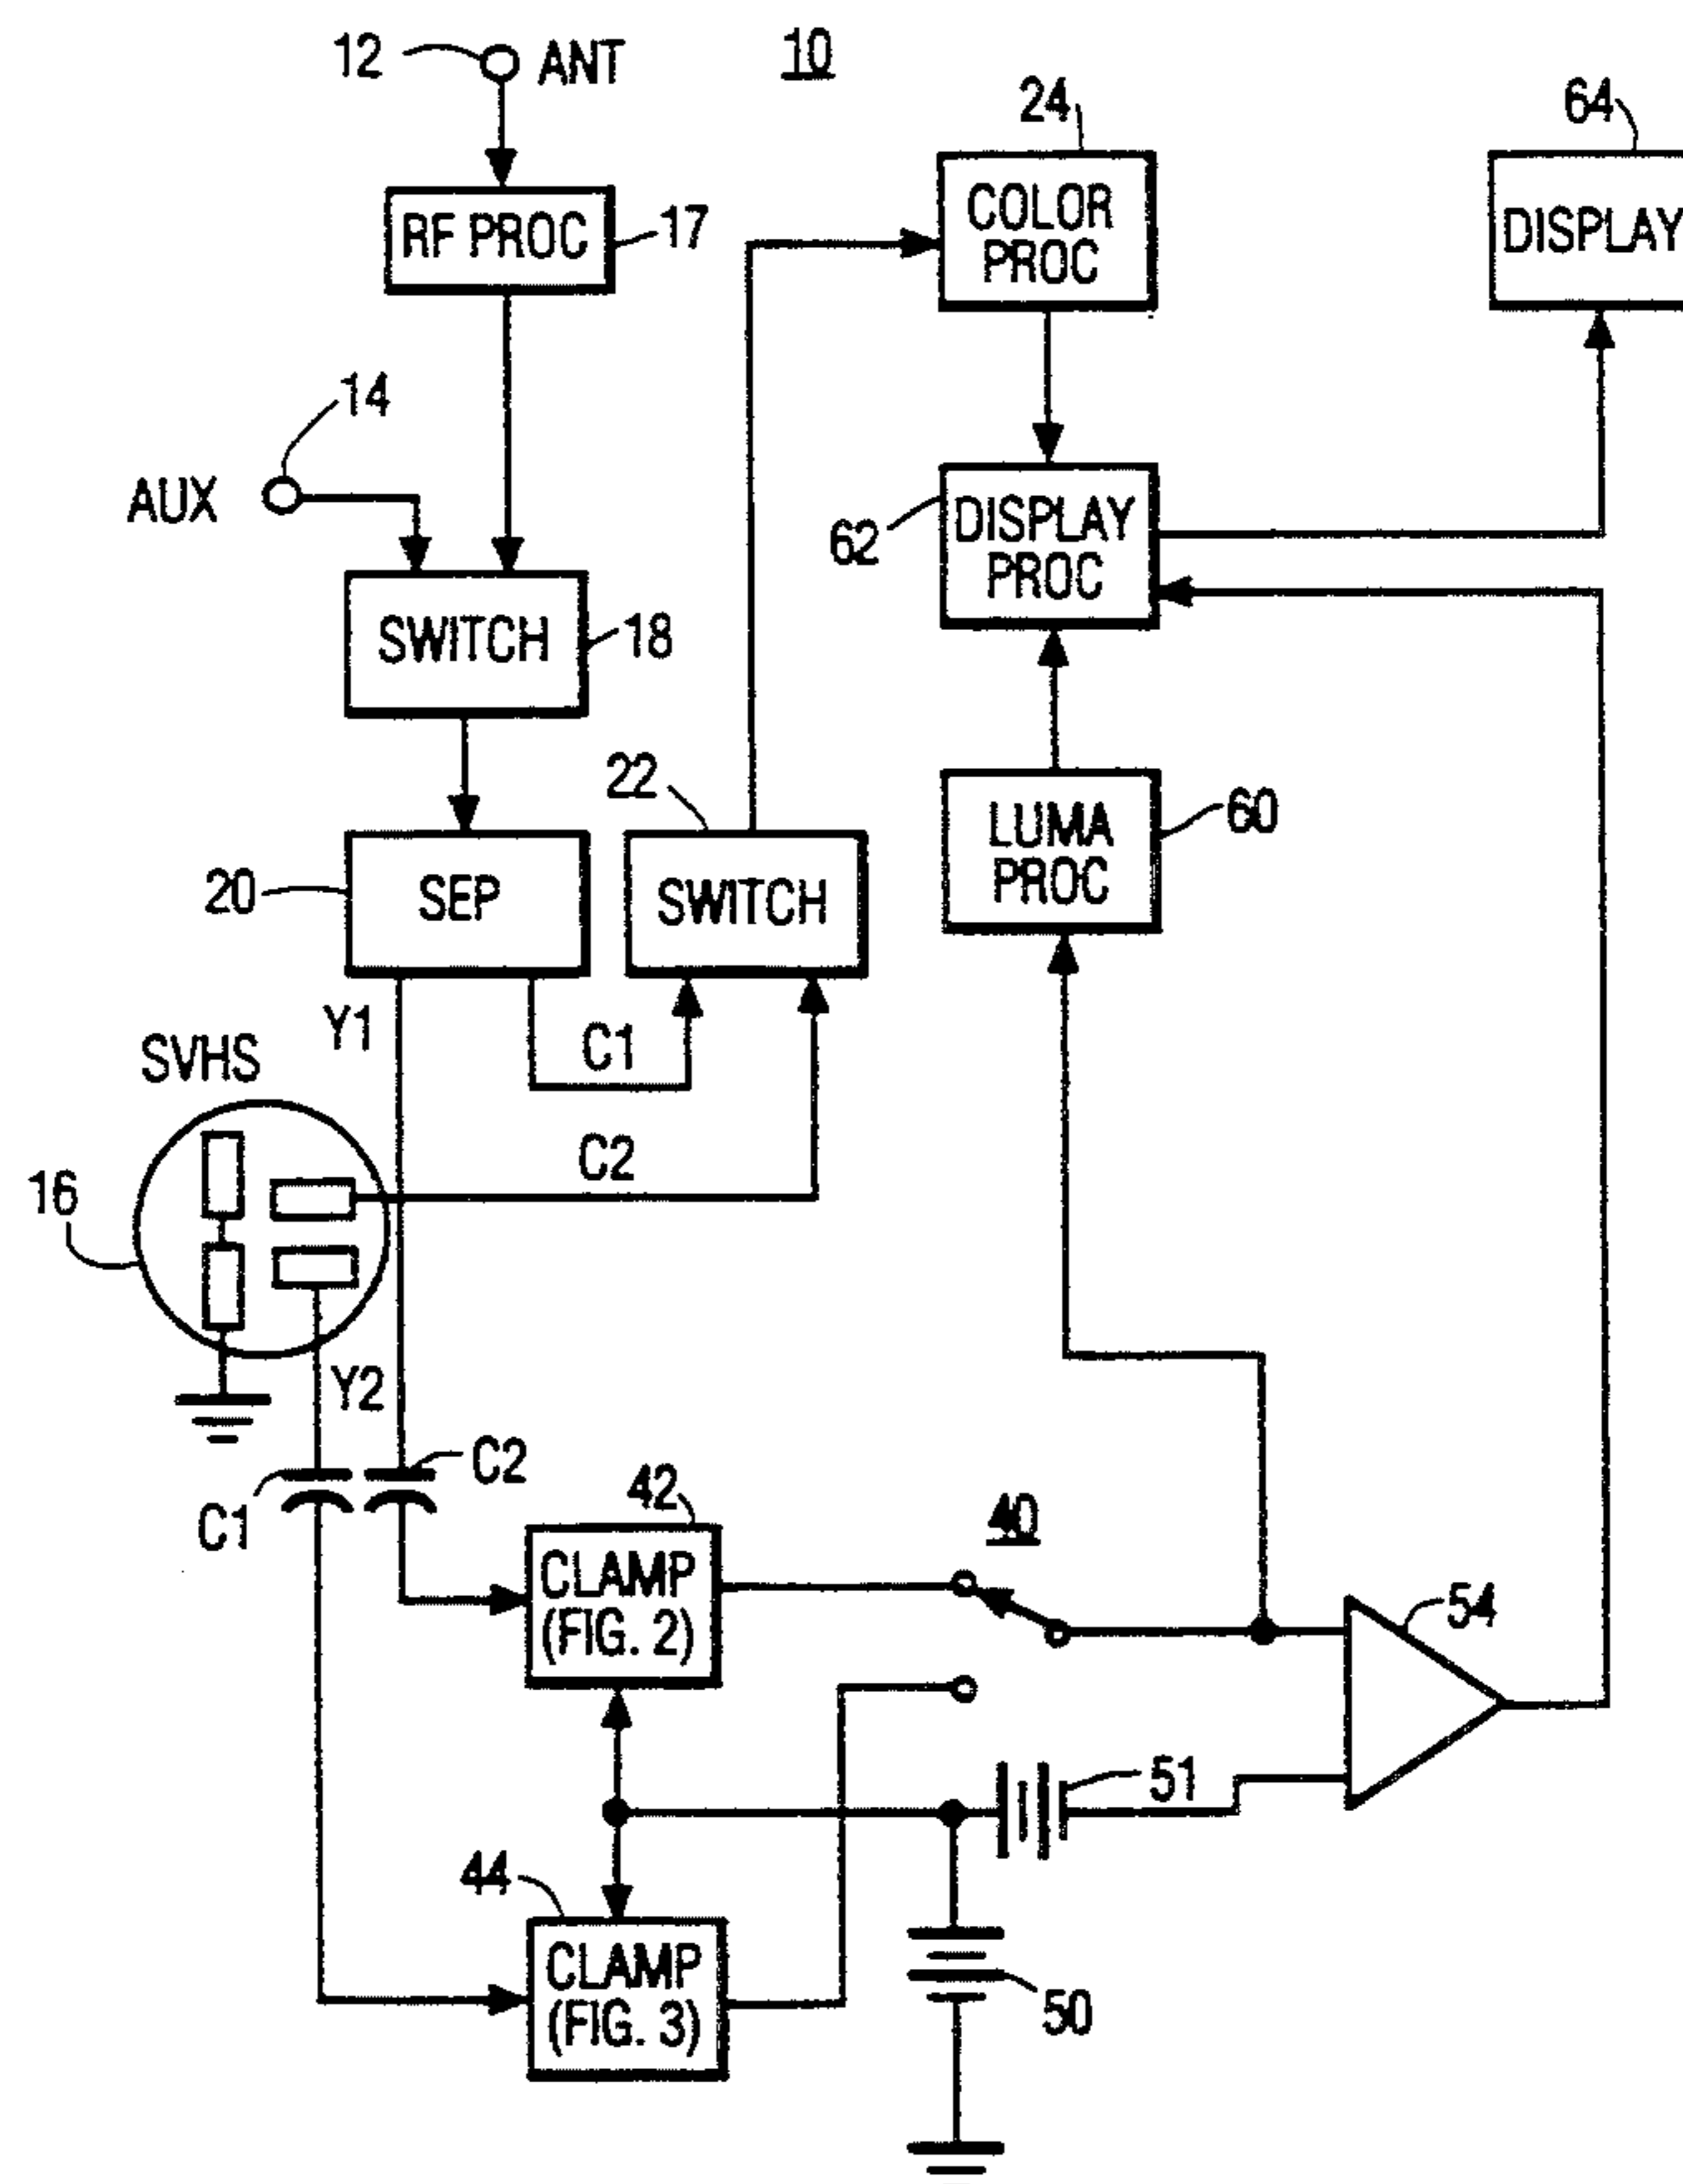 12
ANT
10
24
64
RF PROC
17
COLOR
PROC
DISPLAY
14
AUX
62
DISPLAY
PROC
SWITCH
18
22
LUMA
PROC
60
20
SEP
SWITCH
Y1
C1
SVHS
C2
16
Y2
C2
C1
42
CLAMP
(FIG. 2)
40
54
51
44
CLAMP
(FIG. 3)
50